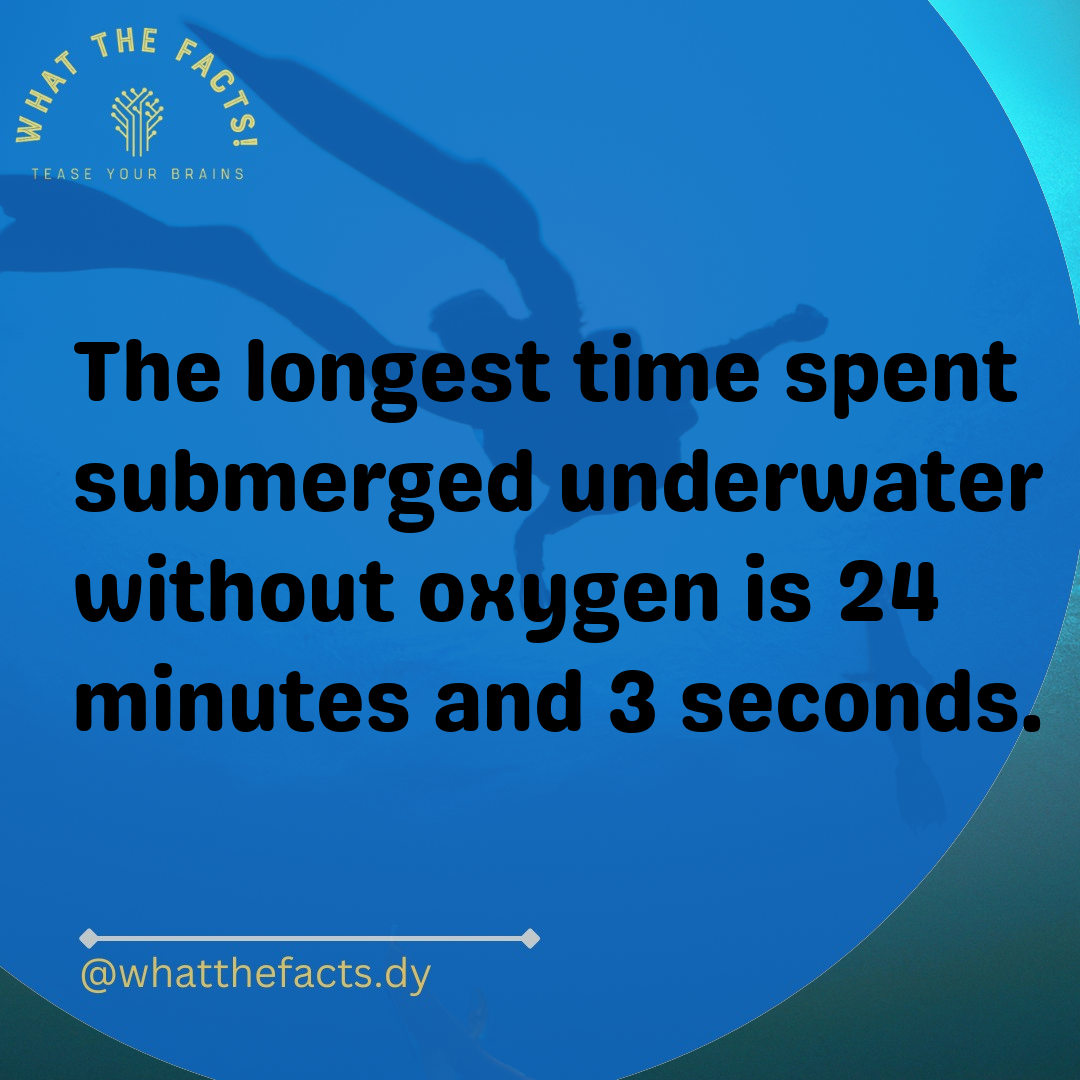 WHAT THE FACTS!
TEASE YOUR BRAINS
The longest time spent
submerged underwater
without oxygen is 24
minutes and 3 seconds.
@whatthefacts.dy